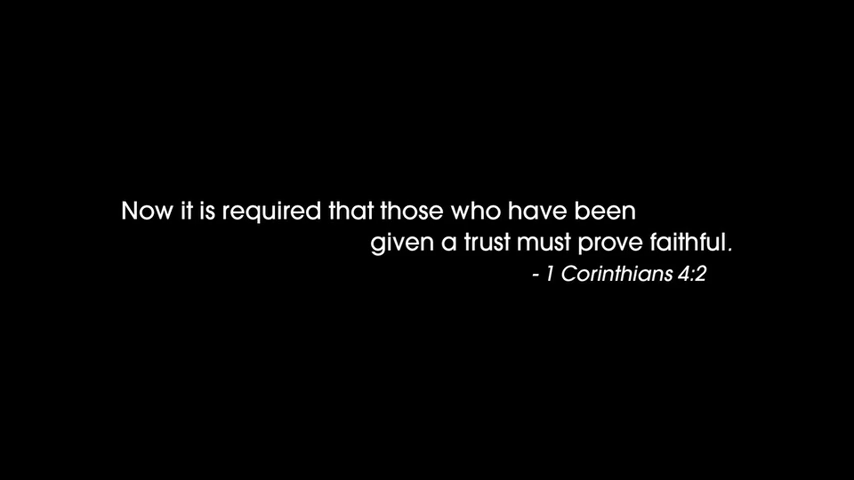 Now it is required that those who have been
given a trust must prove faithful.
- 1 Corinthians 4:2